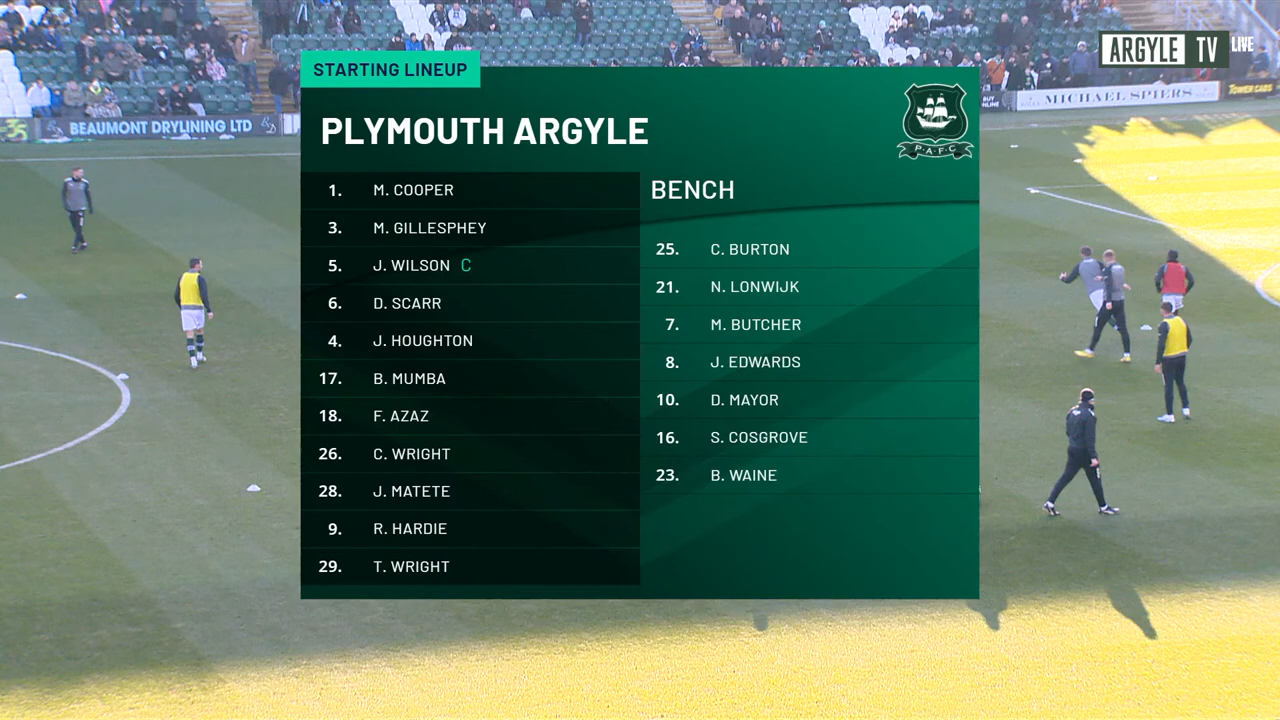 ARGYLE TV LIVE
STARTING LINEUP
PLYMOUTH ARGYLE
P.A.F.C
1. M. COOPER
3. M. GILLESPHEY
5. J. WILSON C
6. D. SCARR
4. J. HOUGHTON
17. B. MUMBA
18. F. AZAZ
26. C. WRIGHT
28. J. MATETE
9. R. HARDIE
29. T. WRIGHT
BENCH
25. C. BURTON
21. N. LONWIJK
7. M. BUTCHER
8. J. EDWARDS
10. D. MAYOR
16. S. COSGROVE
23. B. WAINE
BEAUMONT DRYLINING LTD
BUY
ONLINE
MICHAEL SPIERS
TOWER CABS